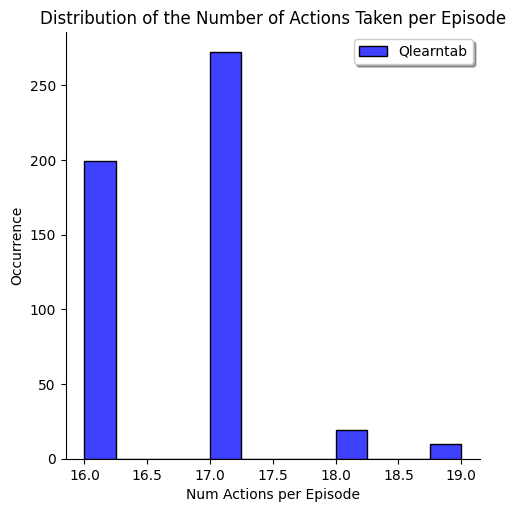 Distribution of the Number of Actions Taken per Episode
Qlearntab
Occurrence
250
200
150
100
50
0
16.0 16.5 17.0 17.5 18.0 18.5 19.0
Num Actions per Episode